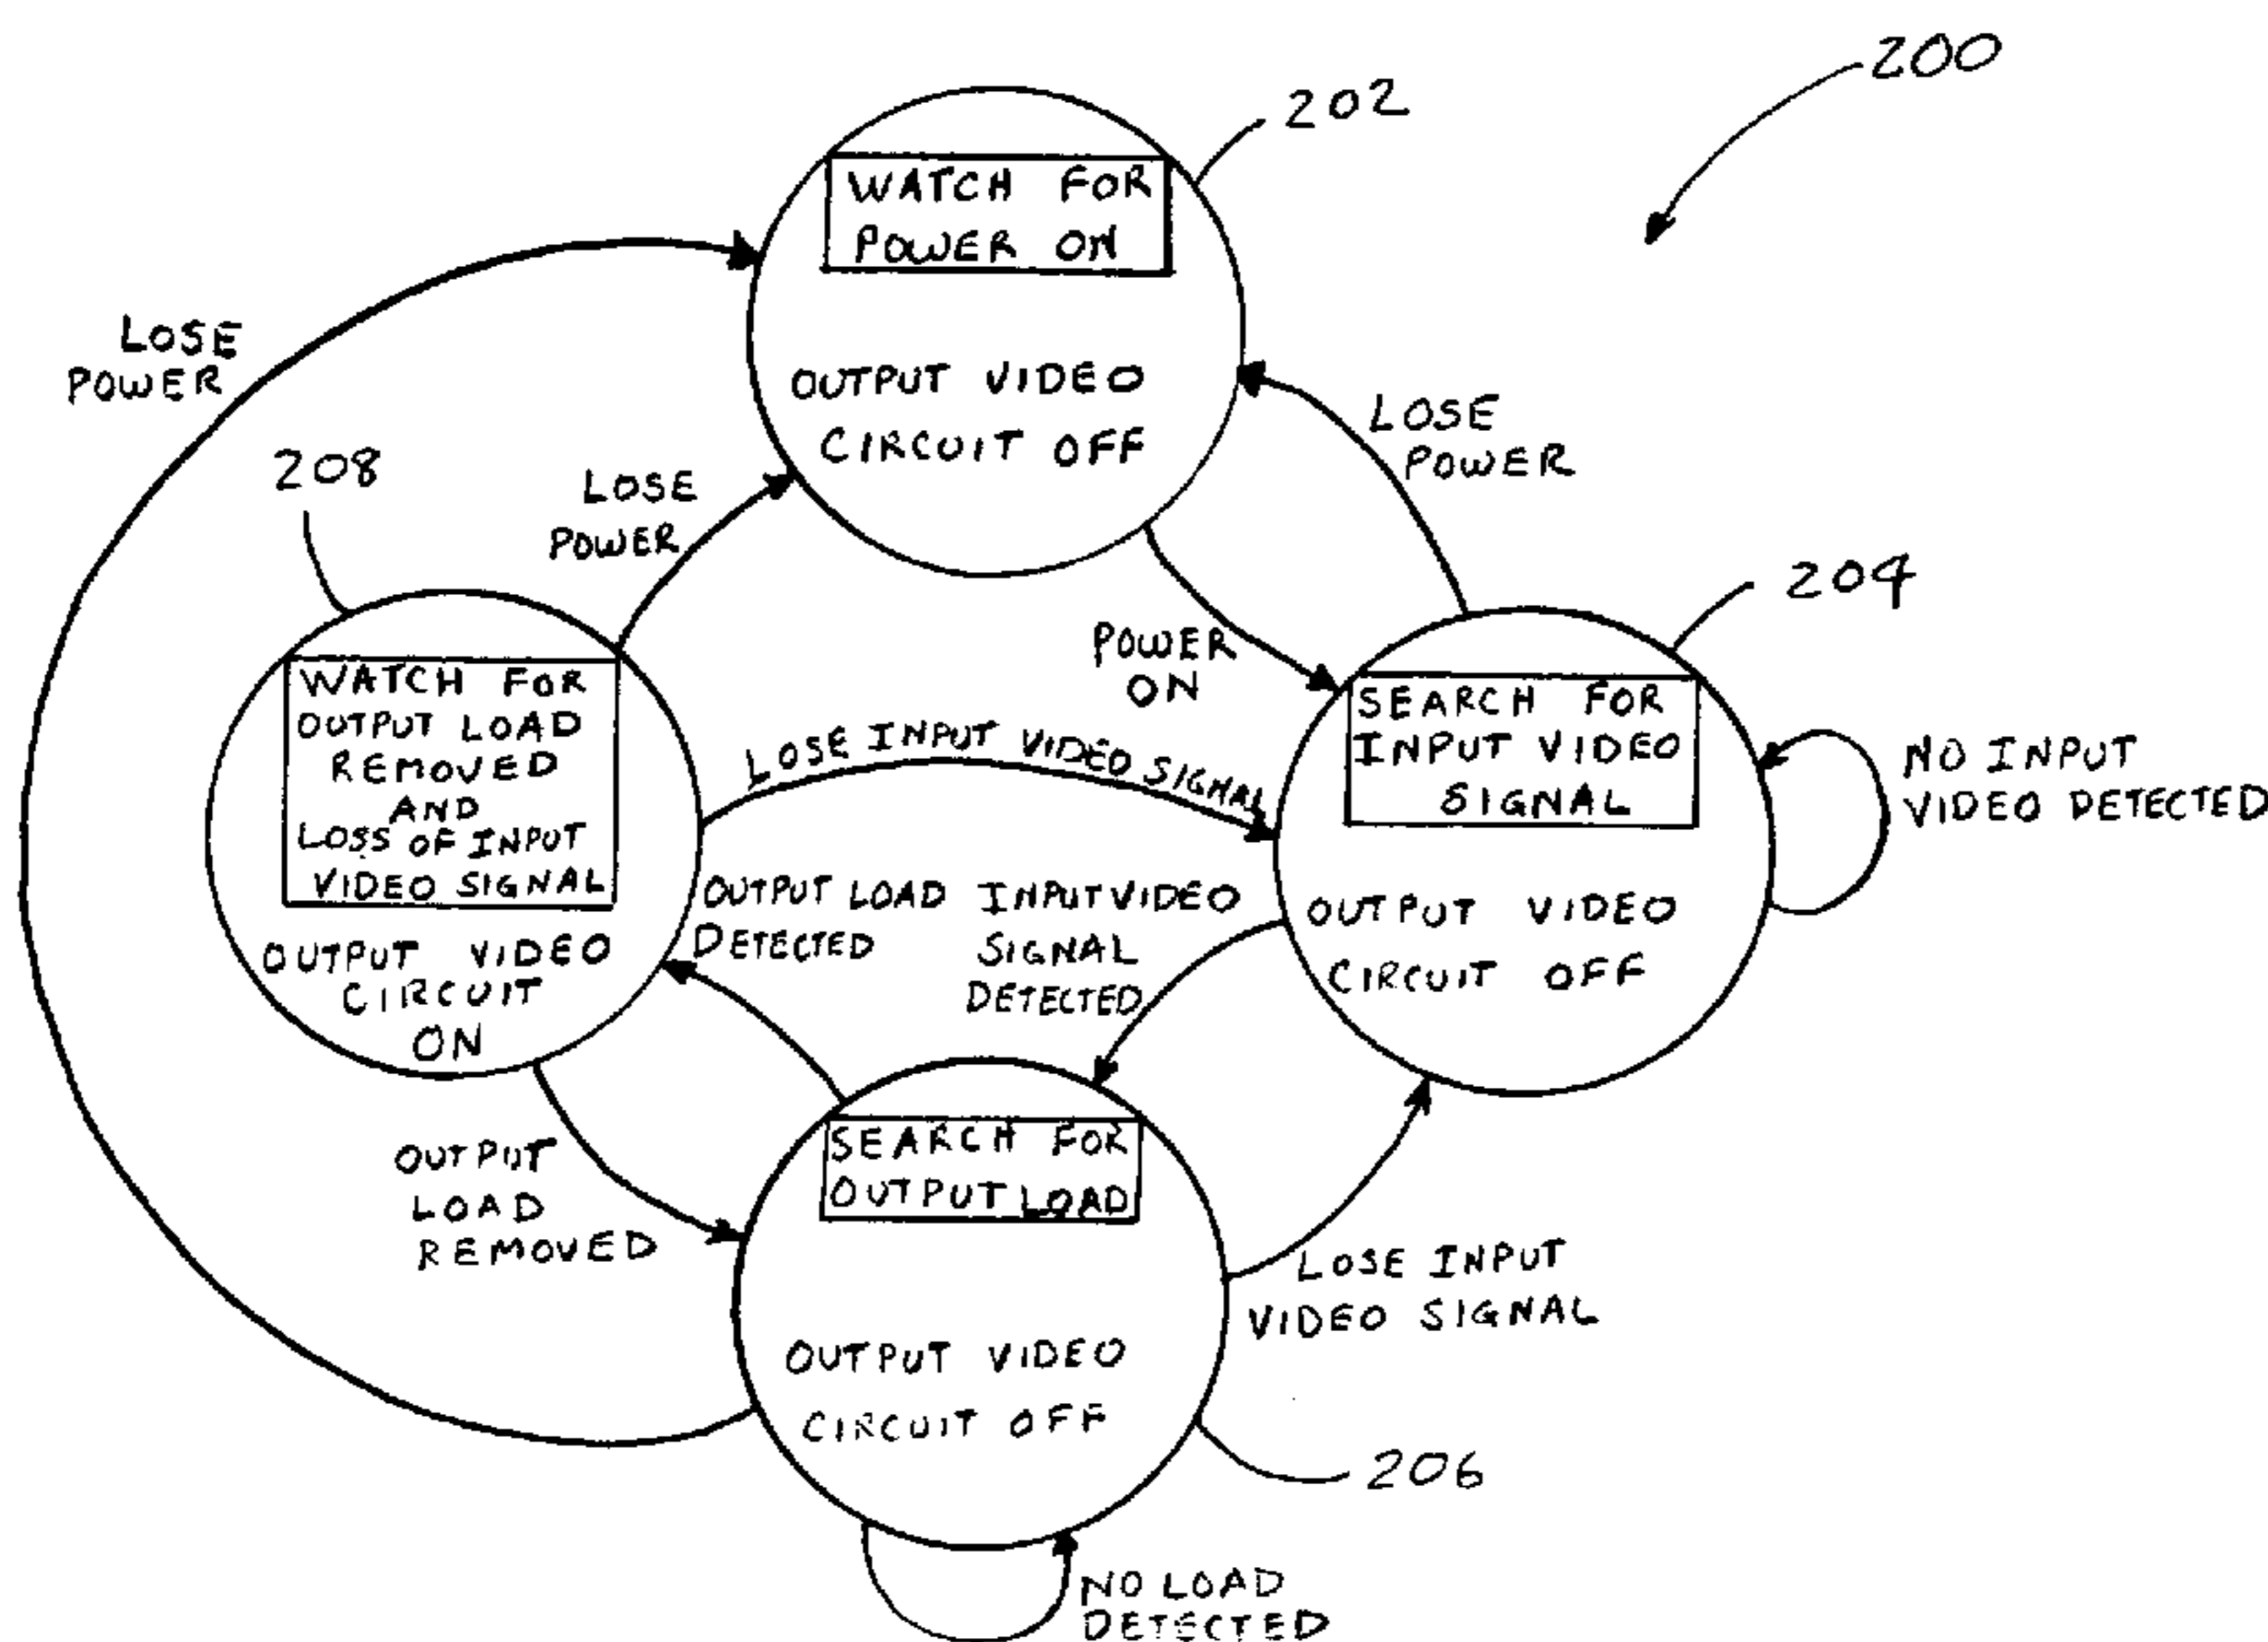 200
202
WATCH FOR
POWER ON
OUTPUT VIDEO
CIRCUIT OFF
LOSE
POWER
LOSE
POWER
208
LOSE
POWER
204
POWER
ON
WATCH FOR
OUTPUT LOAD
REMOVED
AND
LOSS OF INPUT
VIDEO SIGNAL
OUTPUT VIDEO
CIRCUIT
ON
LOSE INPUT VIDEO SIGNAL
SEARCH FOR
INPUT VIDEO
SIGNAL
OUTPUT VIDEO
CIRCUIT OFF
NO INPUT
VIDEO DETECTED
OUTPUT LOAD
DETECTED
INPUT VIDEO
SIGNAL
DETECTED
OUTPUT
LOAD
REMOVED
SEARCH FOR
OUTPUT LOAD
OUTPUT VIDEO
CIRCUIT OFF
LOSE INPUT
VIDEO SIGNAL
206
NO LOAD
DETECTED